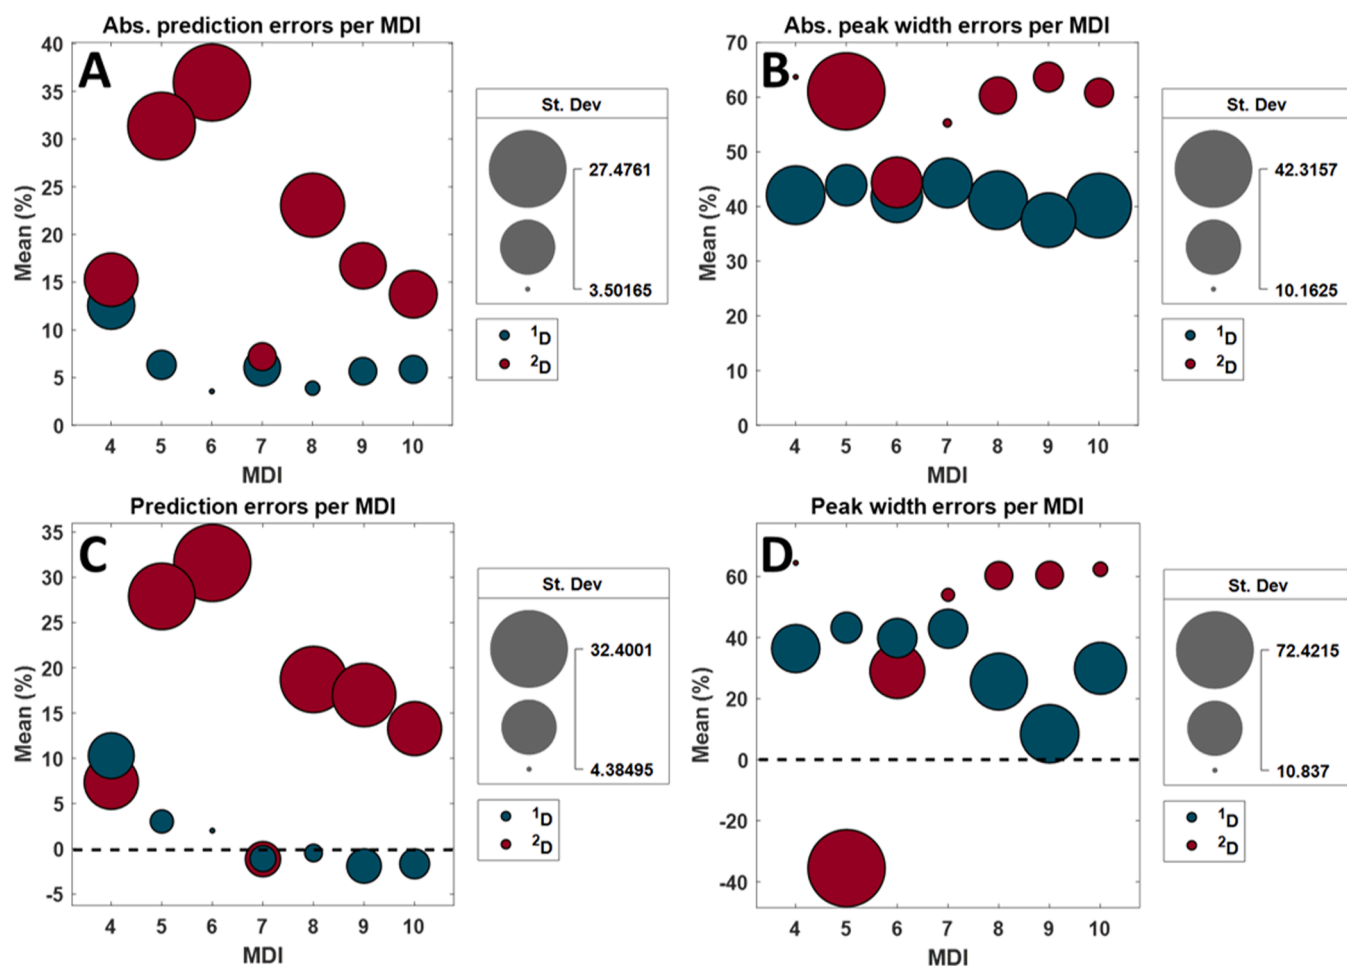 Abs. prediction errors per MDI
A
40
35
30
25
20
15
10
5
0
Mean (%)
4 5 6 7 8 9 10
MDI
St. Dev
27.4761
3.50165
¹D
²D
Abs. peak width errors per MDI
B
70
60
50
40
30
20
10
0
Mean (%)
4 5 6 7 8 9 10
MDI
St. Dev
42.3157
10.1625
¹D
²D
Prediction errors per MDI
C
35
30
25
20
15
10
5
0
-5
Mean (%)
4 5 6 7 8 9 10
MDI
St. Dev
32.4001
4.38495
¹D
²D
Peak width errors per MDI
D
60
40
20
0
-20
-40
Mean (%)
4 5 6 7 8 9 10
MDI
St. Dev
72.4215
10.837
¹D
²D